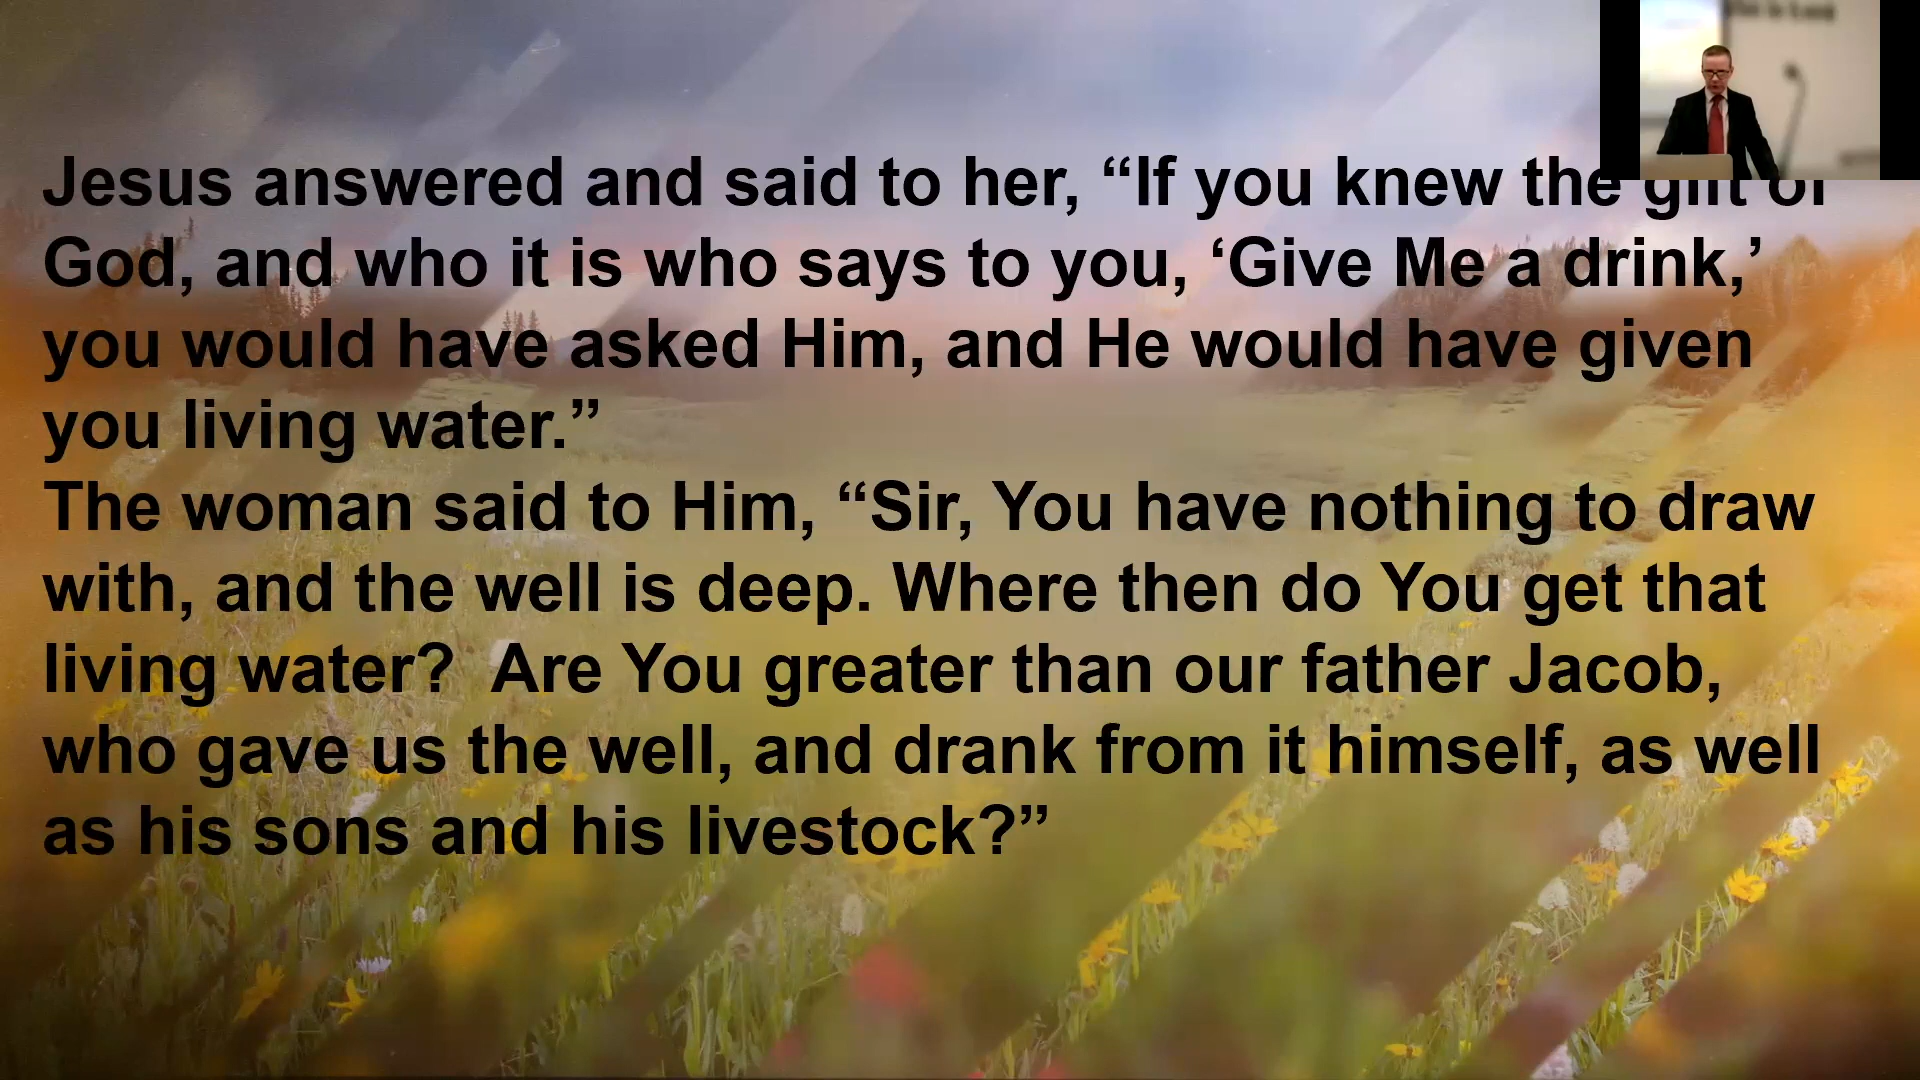 Jesus answered and said to her, “If you knew the gift of
God, and who it is who says to you, ‘Give Me a drink,’
you would have asked Him, and He would have given
you living water.”
The woman said to Him, “Sir, You have nothing to draw
with, and the well is deep. Where then do You get that
living water?  Are You greater than our father Jacob,
who gave us the well, and drank from it himself, as well
as his sons and his livestock?”